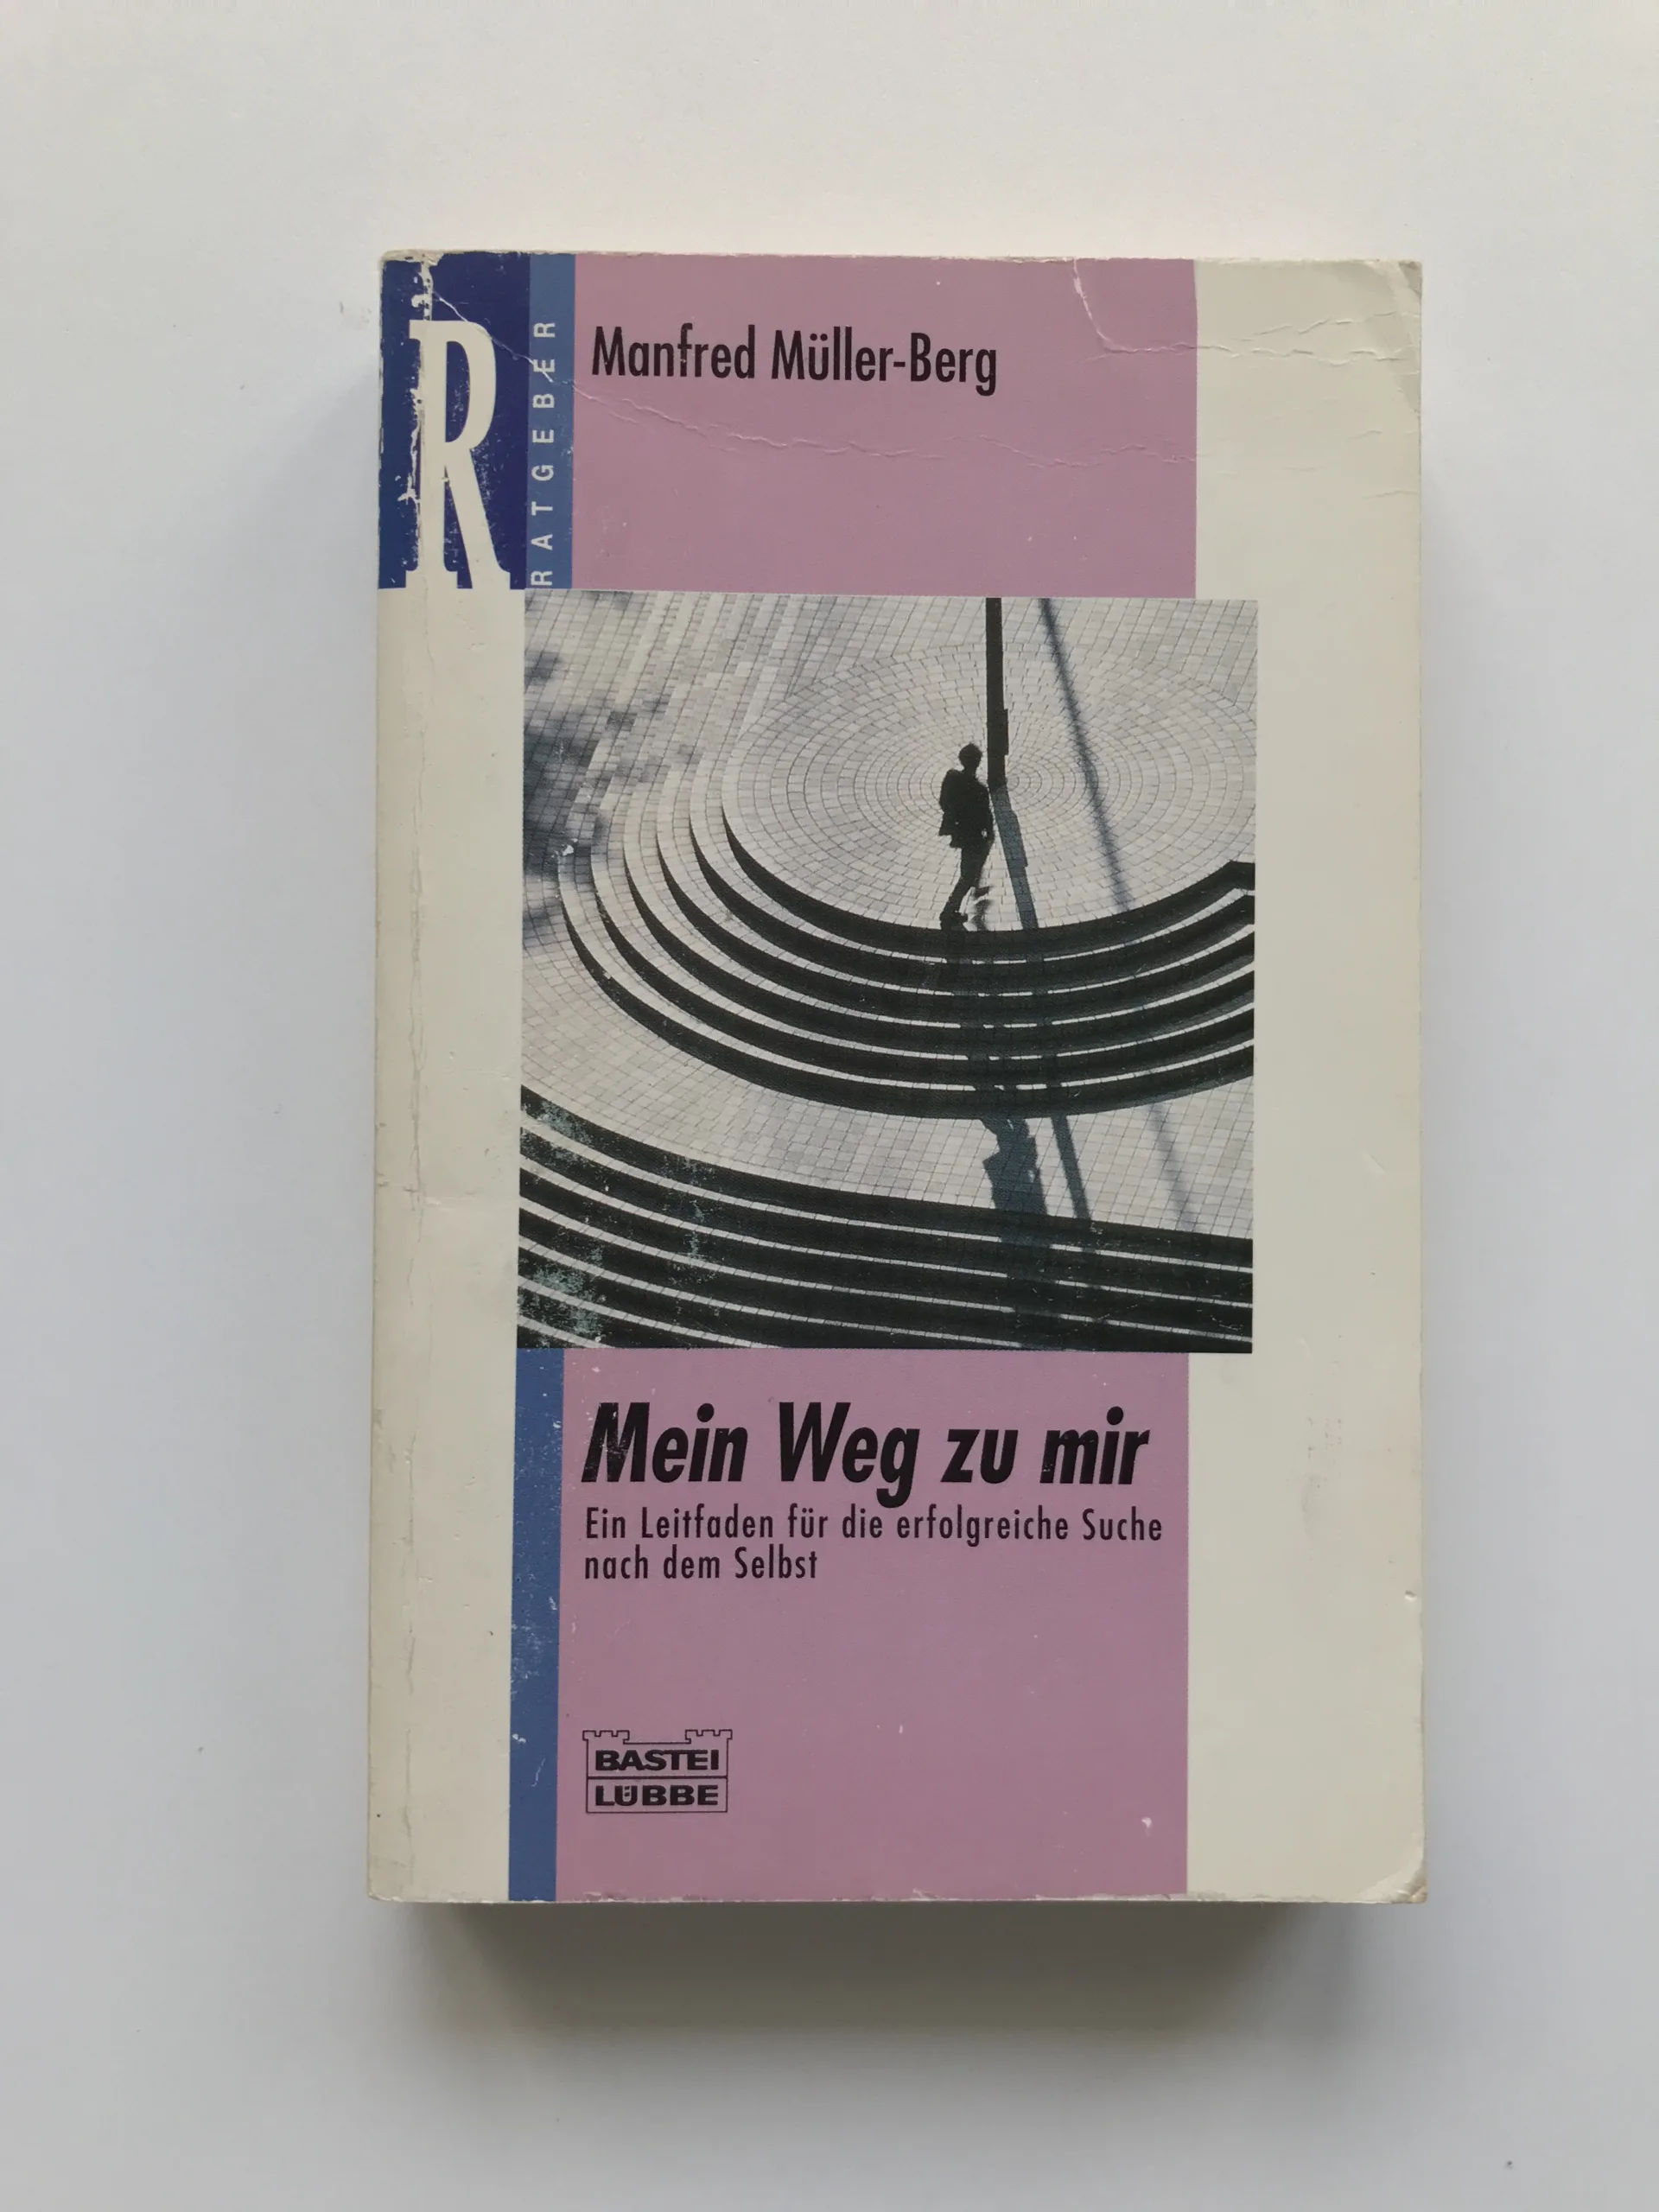 R
RATGEBER
Manfred Müller-Berg
Mein Weg zu mir
Ein Leitfaden für die erfolgreiche Suche
nach dem Selbst
BASTEI
LÜBBE